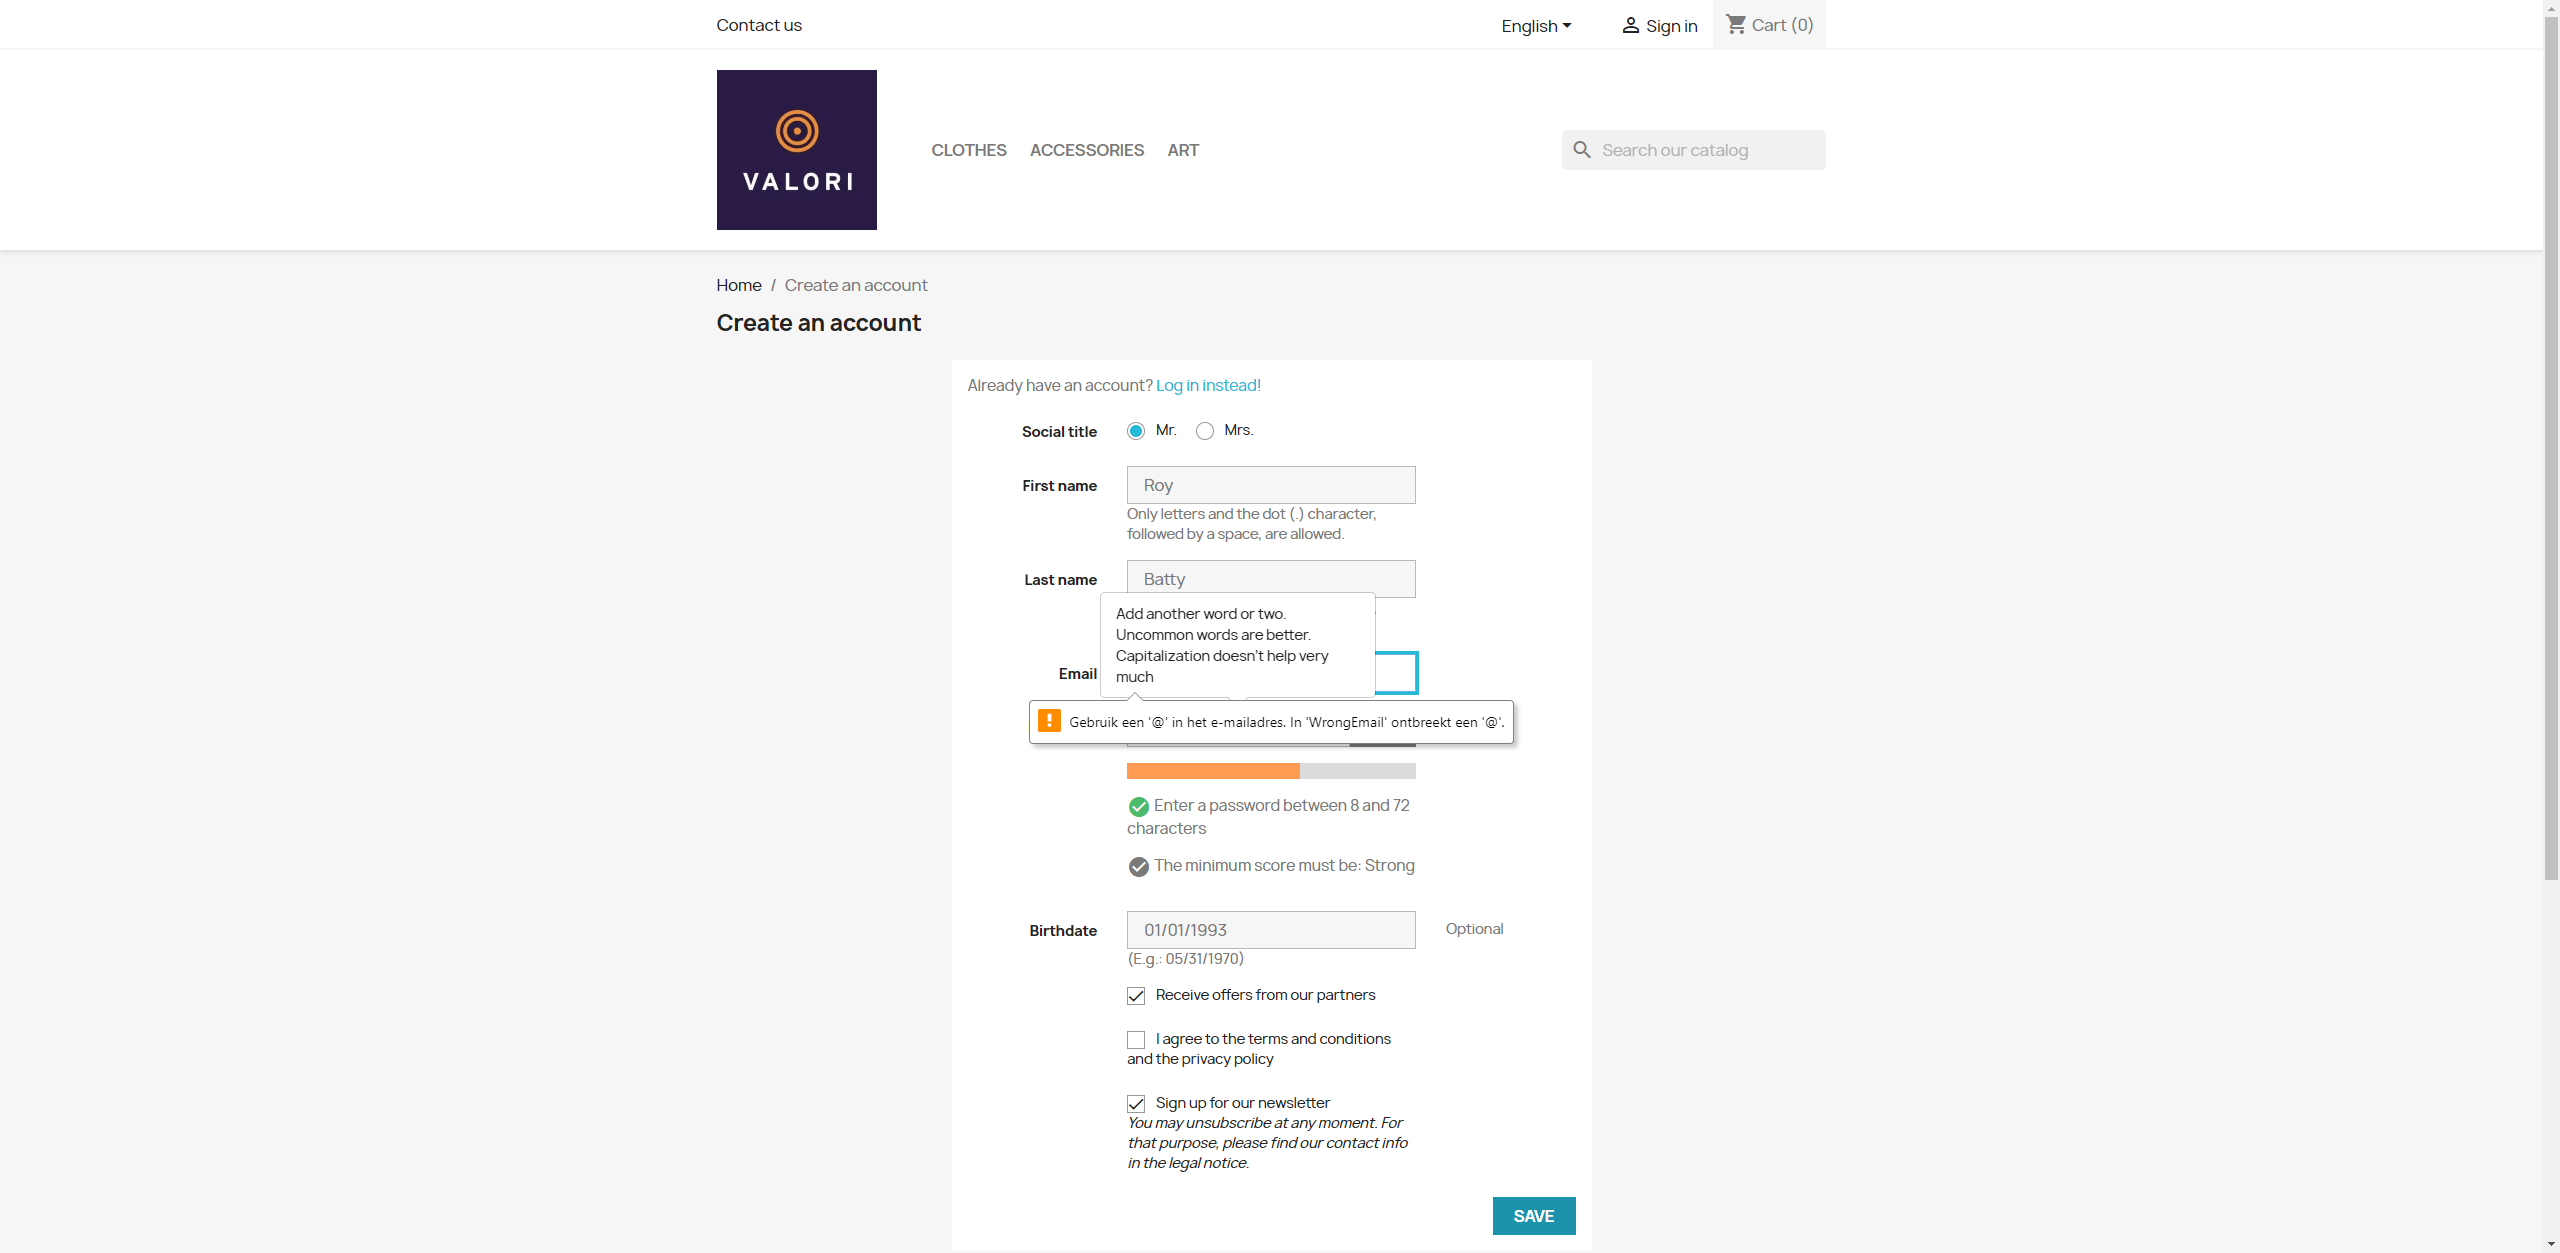 Contact us
English
Sign in
Cart (0)
VALORI
CLOTHES
ACCESSORIES
ART
Search our catalog
Home / Create an account
Create an account
Already have an account? Log in instead!
Social title
Mr.
Mrs.
First name
Roy
Only letters and the dot (.) character,
followed by a space, are allowed.
Last name
Batty
Add another word or two.
Uncommon words are better.
Capitalization doesn't help very
much
Email
Gebruik een '@' in het e-mailadres. In 'WrongEmail' ontbreekt een '@'.
Enter a password between 8 and 72
characters
The minimum score must be: Strong
Birthdate
01/01/1993
Optional
(E.g.: 05/31/1970)
Receive offers from our partners
I agree to the terms and conditions
and the privacy policy
Sign up for our newsletter
You may unsubscribe at any moment. For
that purpose, please find our contact info
in the legal notice.
SAVE